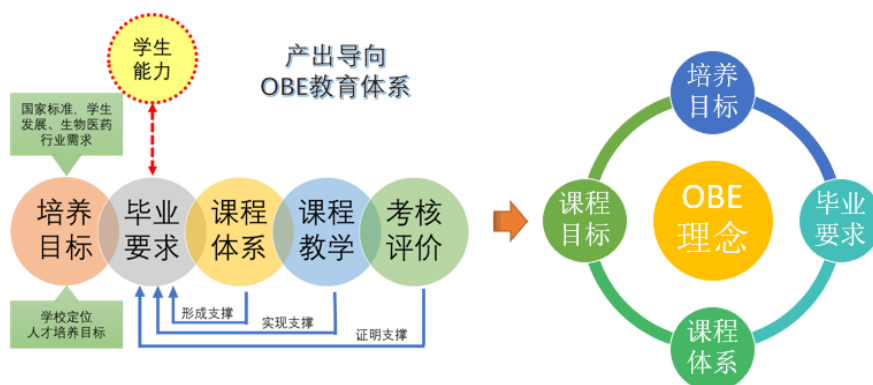 学生
能力
产出导向
OBE教育体系
国家标准、学生
发展、生物医药
行业需求
培养
目标
毕业
要求
课程
体系
课程
教学
考核
评价
学校定位
人才培养目标
形成支撑
实现支撑
证明支撑
培养
目标
课程
目标
OBE
理念
毕业
要求
课程
体系